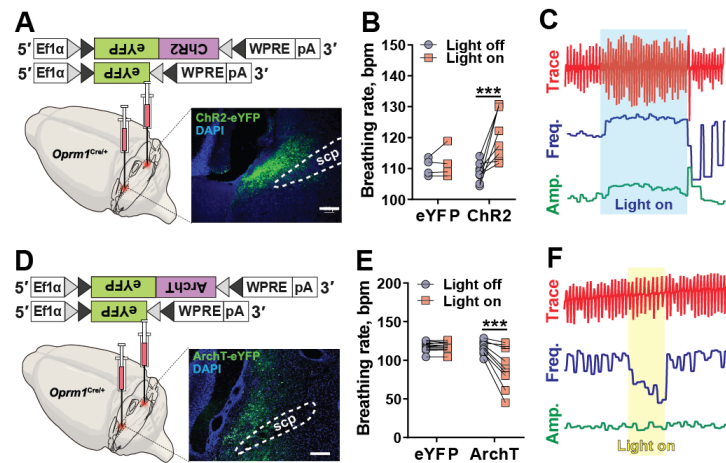 A
5′ Ef1α eYFP ChR2 WPRE pA 3′
5′ Ef1α eYFP WPRE pA 3′
Oprm1Cre/+
ChR2-eYFP
DAPI
scp
B
Light off
Light on
Breathing rate, bpm
150
140
130
120
110
100
***
eYFP ChR2
C
Trace
Freq.
Amp.
Light on
D
5′ Ef1α eYFP ArchT WPRE pA 3′
5′ Ef1α eYFP WPRE pA 3′
Oprm1Cre/+
ArchT-eYFP
DAPI
scp
E
Light off
Light on
Breathing rate, bpm
200
150
100
50
0
***
eYFP ArchT
F
Trace
Freq.
Amp.
Light on